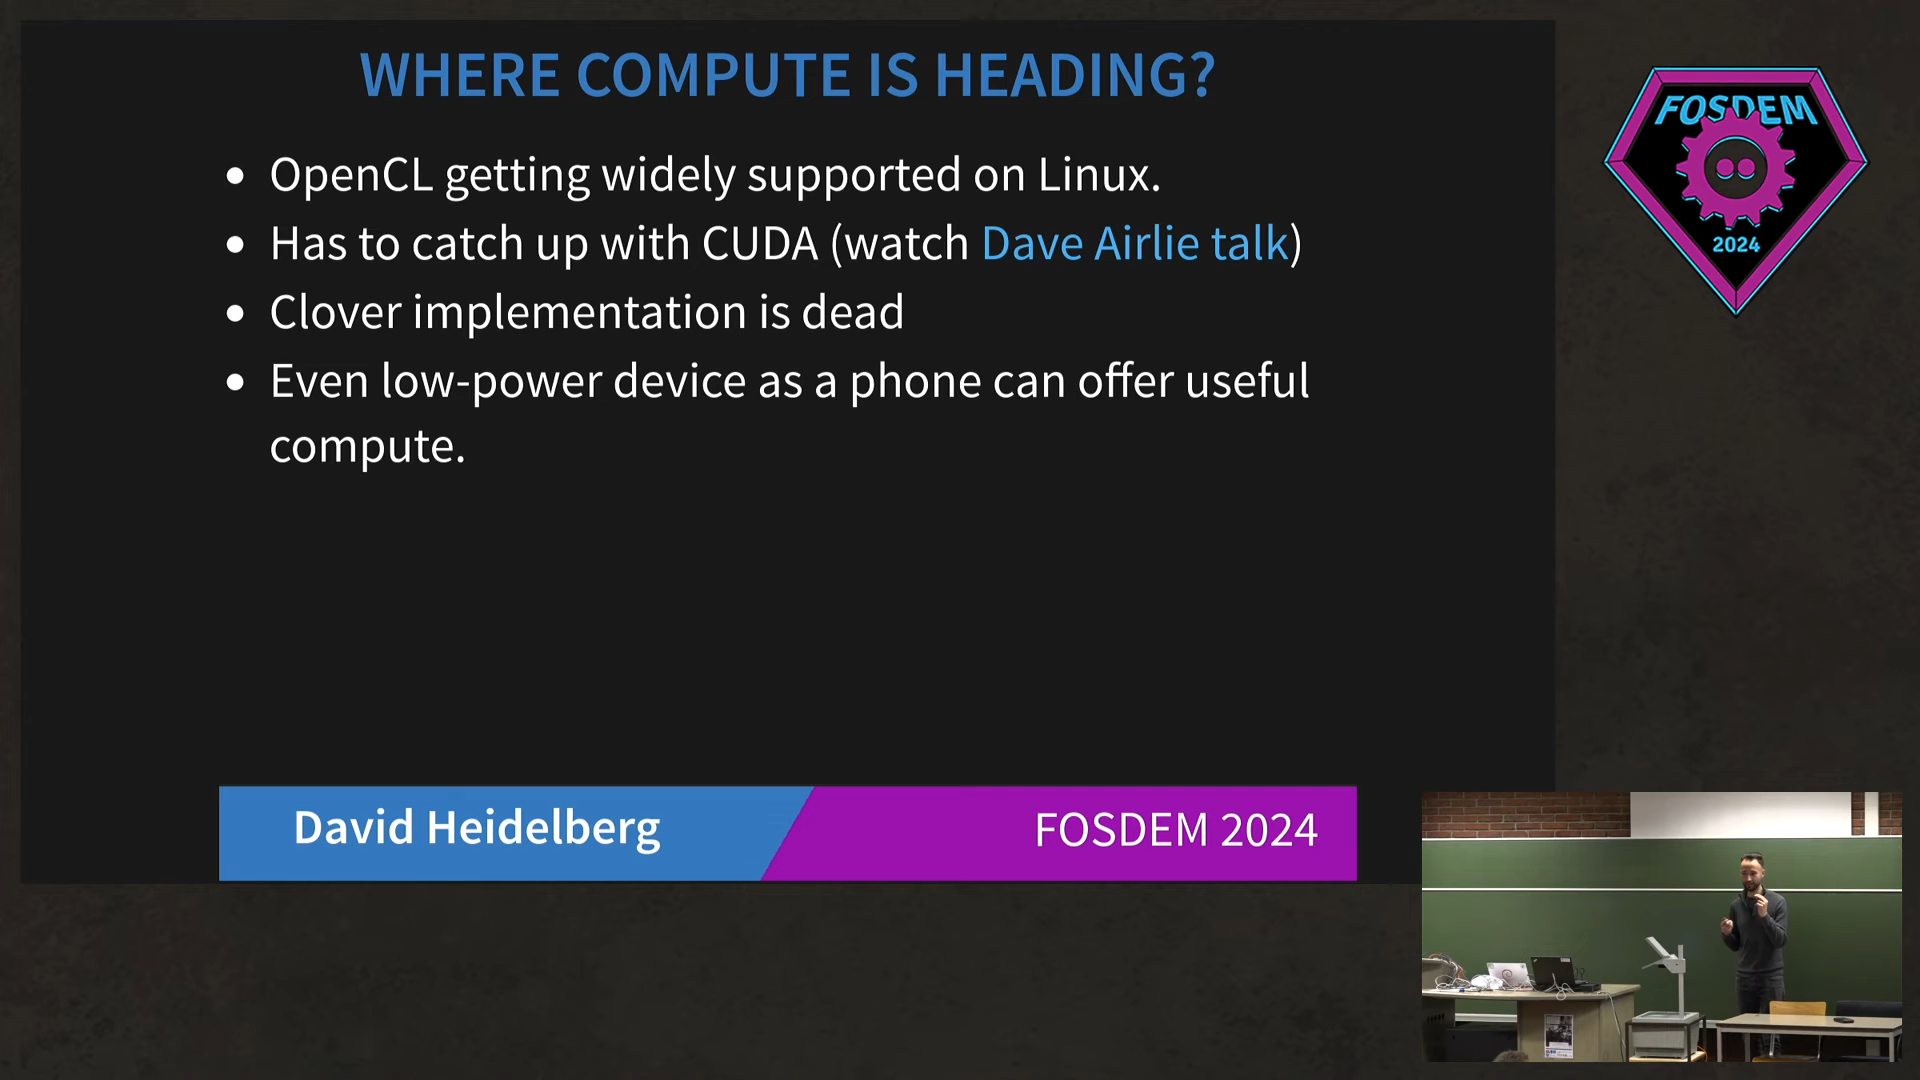 WHERE COMPUTE IS HEADING?
• OpenCL getting widely supported on Linux.
• Has to catch up with CUDA (watch Dave Airlie talk)
• Clover implementation is dead
• Even low-power device as a phone can offer useful
compute.
David Heidelberg
FOSDEM 2024
FOSDEM
2024